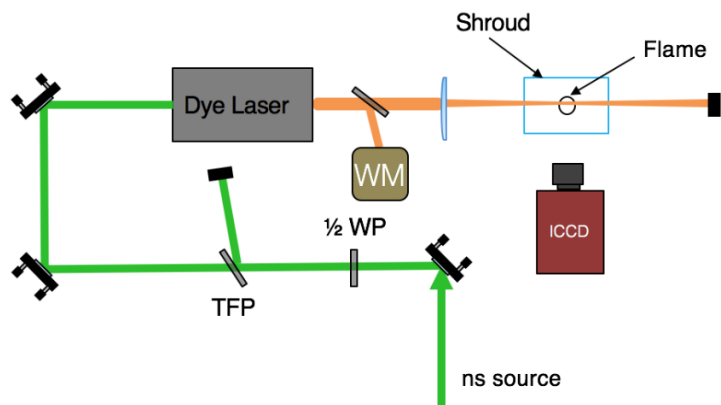 Shroud
Flame
Dye Laser
WM
½ WP
ICCD
TFP
ns source